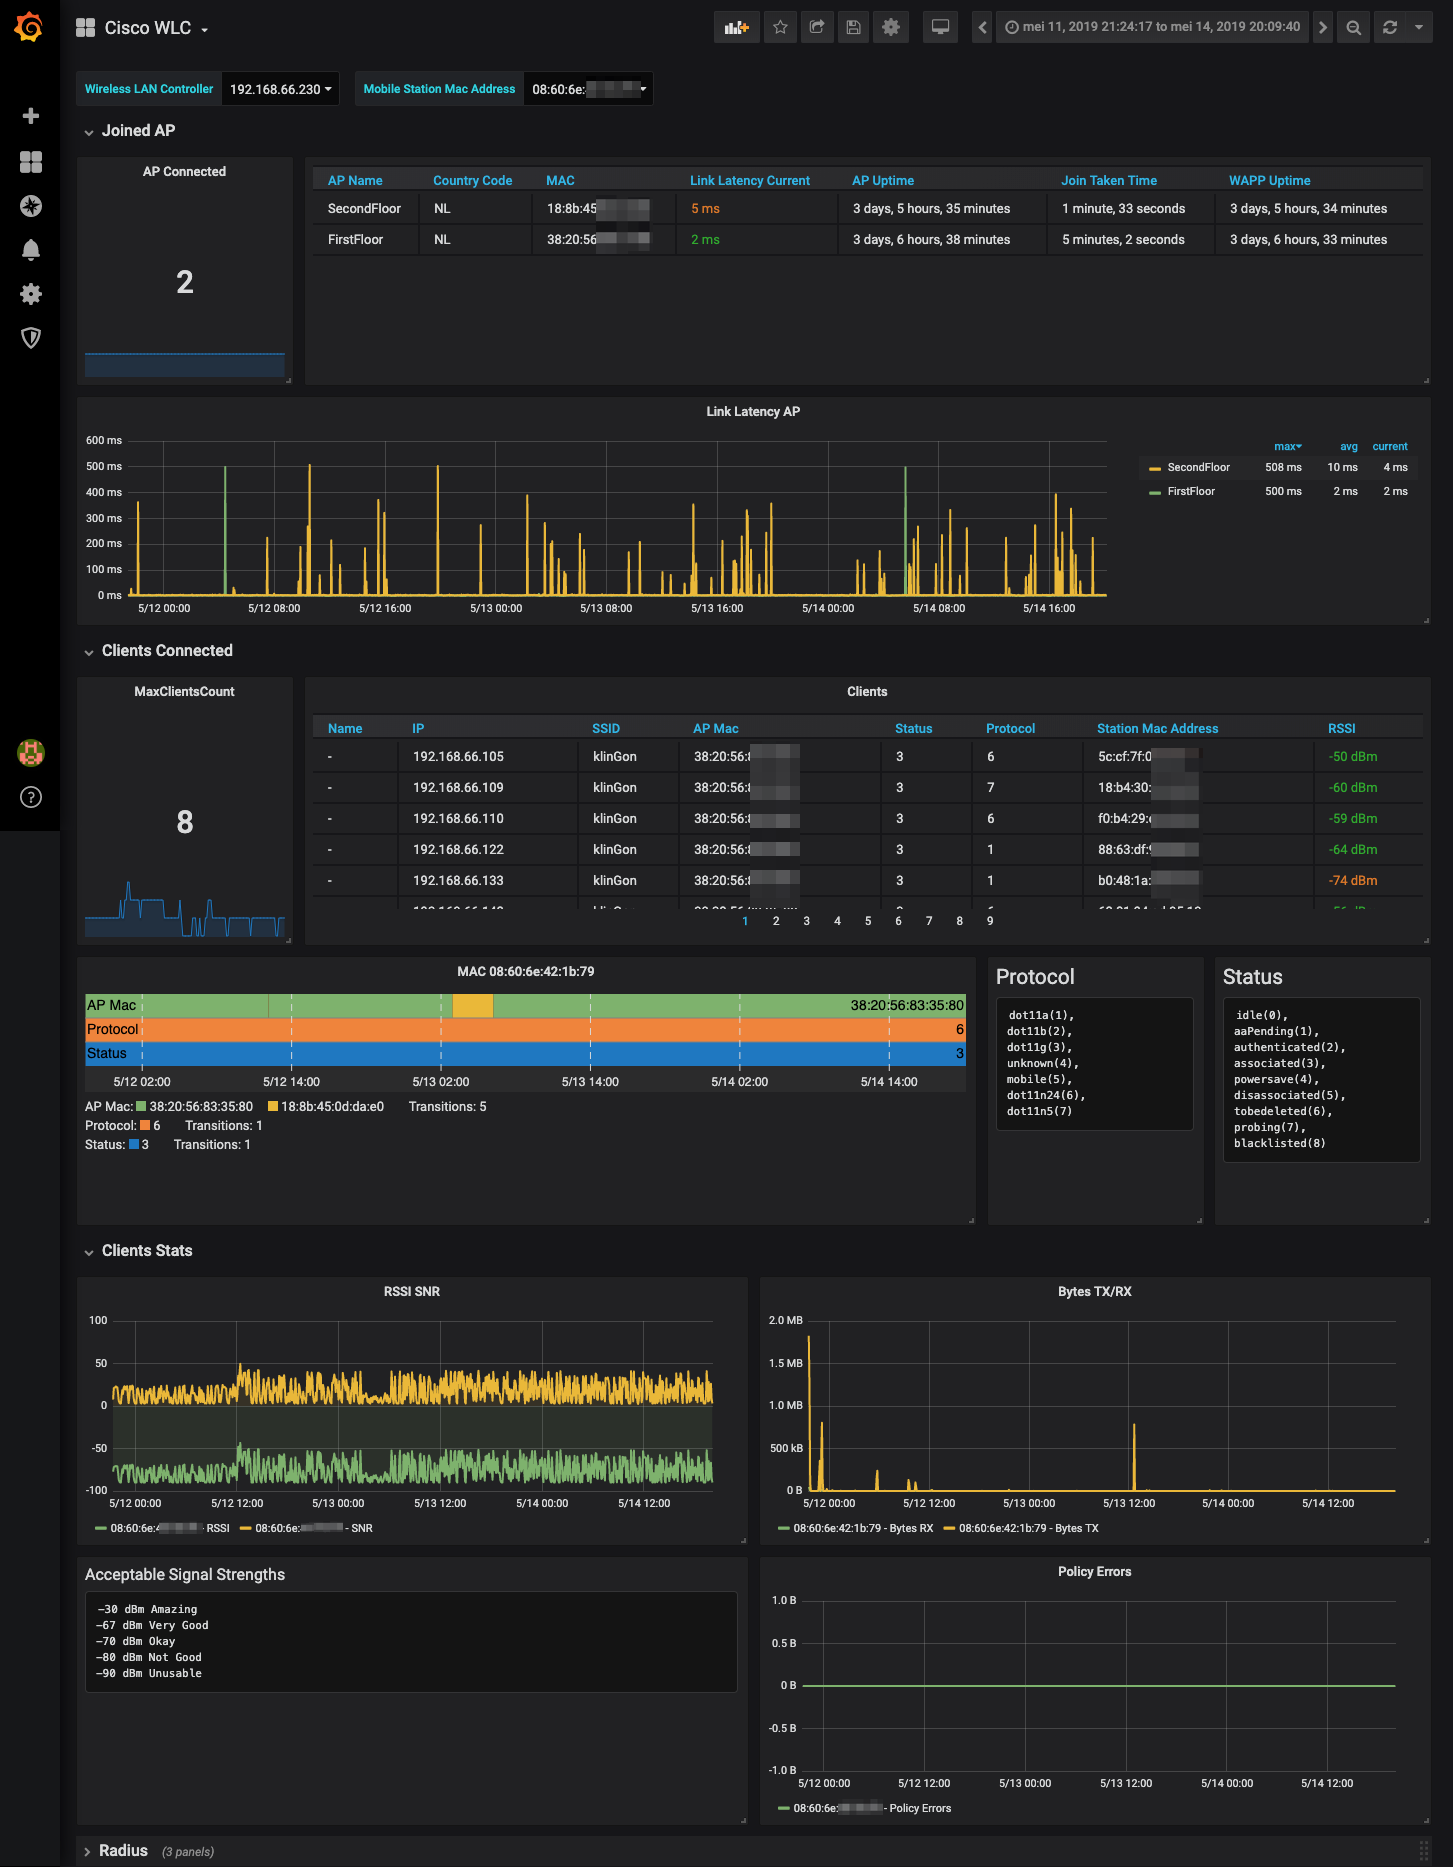 Cisco WLC
mei 11, 2019 21:24:17 to mei 14, 2019 20:09:40
Wireless LAN Controller 192.168.66.230 Mobile Station Mac Address 08:60:6e:
Joined AP
AP Connected
2
AP Name Country Code MAC Link Latency Current AP Uptime Join Taken Time WAPP Uptime
SecondFloor NL 18:8b:45 5 ms 3 days, 5 hours, 35 minutes 1 minute, 33 seconds 3 days, 5 hours, 34 minutes
FirstFloor NL 38:20:56 2 ms 3 days, 6 hours, 38 minutes 5 minutes, 2 seconds 3 days, 6 hours, 33 minutes
Link Latency AP
600 ms
500 ms
400 ms
300 ms
200 ms
100 ms
0 ms
5/12 00:00 5/12 08:00 5/12 16:00 5/13 00:00 5/13 08:00 5/13 16:00 5/14 00:00 5/14 08:00 5/14 16:00
max avg current
SecondFloor 508 ms 10 ms 4 ms
FirstFloor 500 ms 2 ms 2 ms
Clients Connected
MaxClientsCount
8
Clients
Name IP SSID AP Mac Status Protocol Station Mac Address RSSI
- 192.168.66.105 klinGon 38:20:56: 3 6 5c:cf:7f:0 -50 dBm
- 192.168.66.109 klinGon 38:20:56: 3 7 18:b4:30: -60 dBm
- 192.168.66.110 klinGon 38:20:56: 3 6 f0:b4:29: -59 dBm
- 192.168.66.122 klinGon 38:20:56: 3 1 88:63:df: -64 dBm
- 192.168.66.133 klinGon 38:20:56: 3 1 b0:48:1a: -74 dBm
1 2 3 4 5 6 7 8 9
MAC 08:60:6e:42:1b:79
AP Mac 38:20:56:83:35:80
Protocol 6
Status 3
5/12 02:00 5/12 14:00 5/13 02:00 5/13 14:00 5/14 02:00 5/14 14:00
AP Mac: 38:20:56:83:35:80 18:8b:45:0d:da:e0 Transitions: 5
Protocol: 6 Transitions: 1
Status: 3 Transitions: 1
Protocol
dot11a(1),
dot11b(2),
dot11g(3),
unknown(4),
mobile(5),
dot11n24(6),
dot11n5(7)
Status
idle(0),
aaPending(1),
authenticated(2),
associated(3),
powersave(4),
disassociated(5),
tobedeleted(6),
probing(7),
blacklisted(8)
Clients Stats
RSSI SNR
100
50
0
-50
-100
5/12 00:00 5/12 12:00 5/13 00:00 5/13 12:00 5/14 00:00 5/14 12:00
08:60:6e: - RSSI 08:60:6e: - SNR
Bytes TX/RX
2.0 MB
1.5 MB
1.0 MB
500 kB
0 B
5/12 00:00 5/12 12:00 5/13 00:00 5/13 12:00 5/14 00:00 5/14 12:00
08:60:6e:42:1b:79 - Bytes RX 08:60:6e:42:1b:79 - Bytes TX
Acceptable Signal Strengths
-30 dBm Amazing
-67 dBm Very Good
-70 dBm Okay
-80 dBm Not Good
-90 dBm Unusable
Policy Errors
1.0 B
0.5 B
0 B
-0.5 B
-1.0 B
5/12 00:00 5/12 12:00 5/13 00:00 5/13 12:00 5/14 00:00 5/14 12:00
08:60:6e: - Policy Errors
Radius (3 panels)